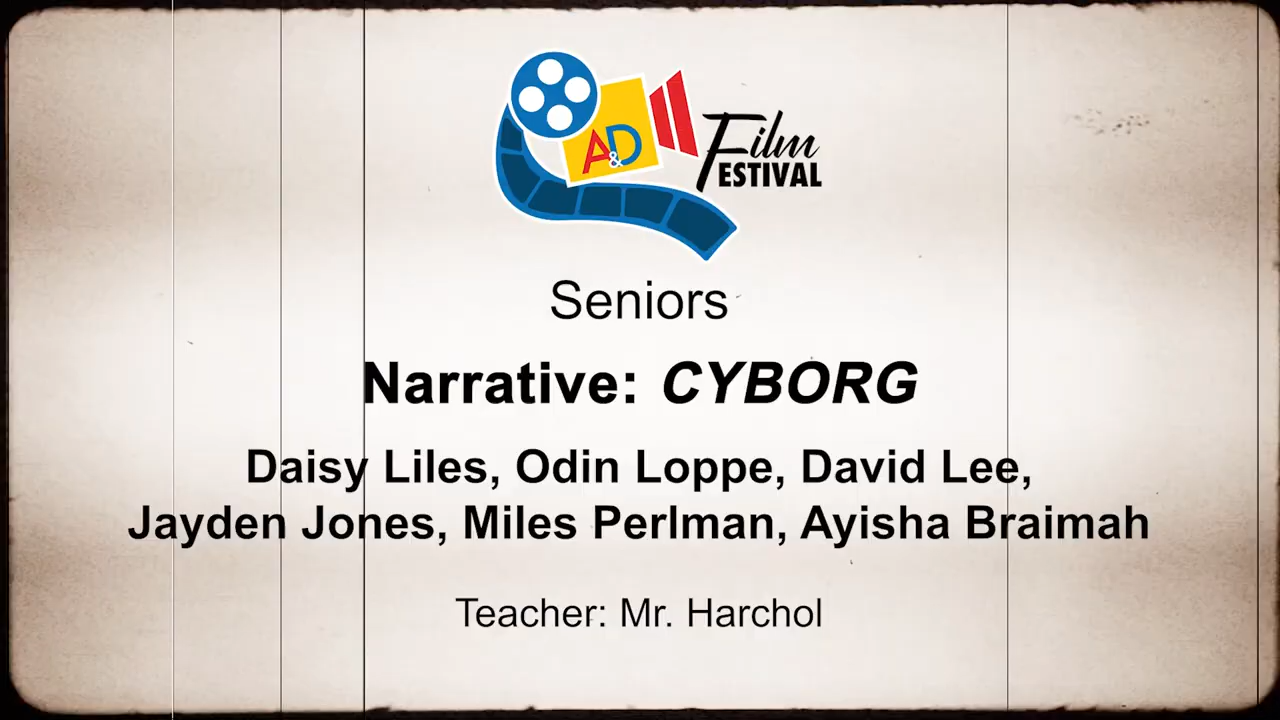 A&D
Film
FESTIVAL
Seniors
Narrative: CYBORG
Daisy Liles, Odin Loppe, David Lee,
Jayden Jones, Miles Perlman, Ayisha Braimah
Teacher: Mr. Harchol